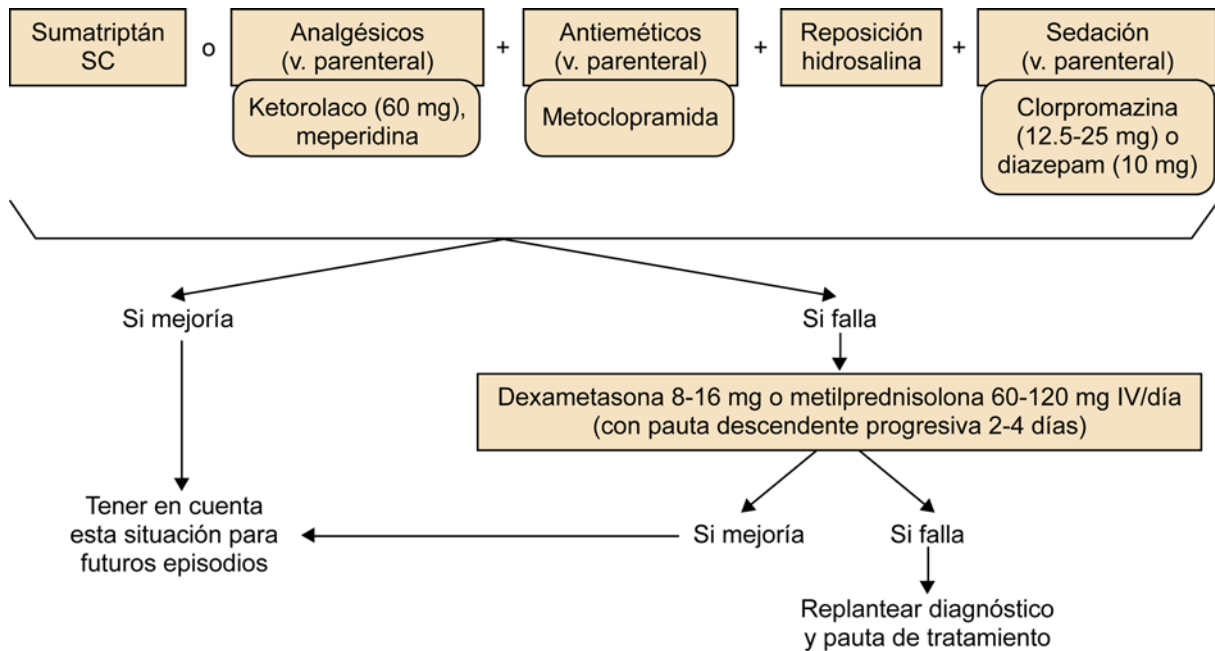 Sumatriptán
SC
o
Analgésicos
(v. parenteral)
Ketorolaco (60 mg),
meperidina
+
Antieméticos
(v. parenteral)
Metoclopramida
+
Reposición
hidrosalina
+
Sedación
(v. parenteral)
Clorpromazina
(12.5-25 mg) o
diazepam (10 mg)
Si mejoría
Si falla
Dexametasona 8-16 mg o metilprednisolona 60-120 mg IV/día
(con pauta descendente progresiva 2-4 días)
Tener en cuenta
esta situación para
futuros episodios
Si mejoría
Si falla
Replantear diagnóstico
y pauta de tratamiento